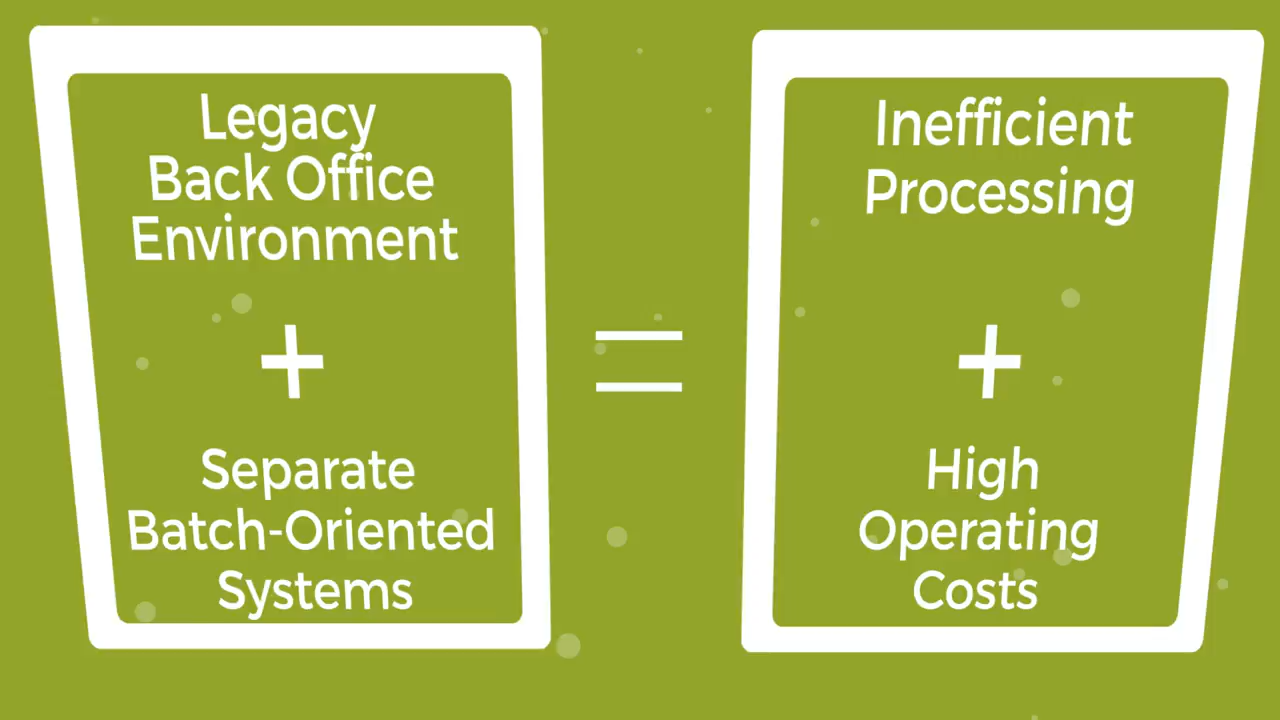 Legacy
Back Office
Environment
+
Separate
Batch-Oriented
Systems
=
Inefficient
Processing
+
High
Operating
Costs